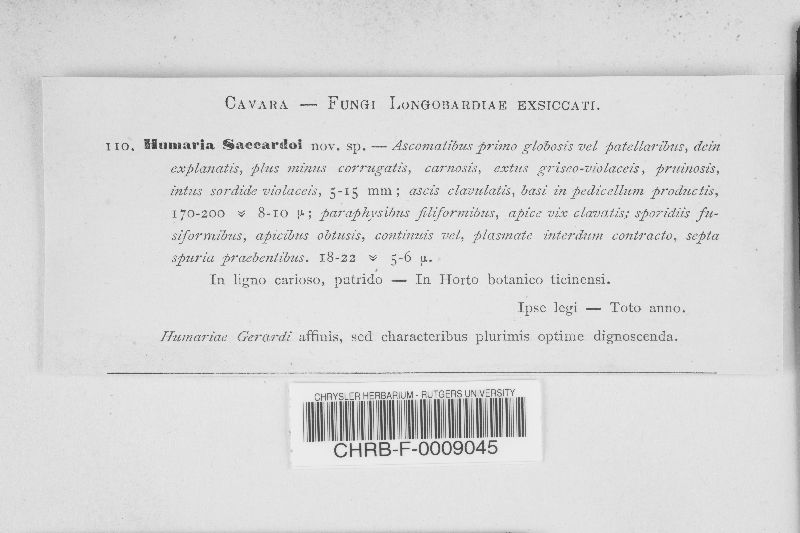 CAVARA — FUNGI LONGOBARDIAE EXSICCATI.
110. Humaria Saccardoi nov. sp. — Ascomatibus primo globosis vel patellaribus, dein
explanatis, plus minus corrugatis, carnosis, extus griseo-violaceis, pruinosis,
intus sordide violaceis, 5-15 mm; ascis clavulatis, basi in pedicellum productis,
170-200 ⩔ 8-10 µ; paraphysibus filiformibus, apice vix clavatis; sporidiis fu-
siformibus, apicibus obtusis, continuis vel, plasmate interdum contracto, septa
spuria praebentibus. 18-22 ⩔ 5-6 µ.
In ligno carioso, putrido — In Horto botanico ticinensi.
Ipse legi — Toto anno.
Humariae Gerardi affinis, sed characteribus plurimis optime dignoscenda.
CHRYSLER HERBARIUM - RUTGERS UNIVERSITY
CHRB-F-0009045